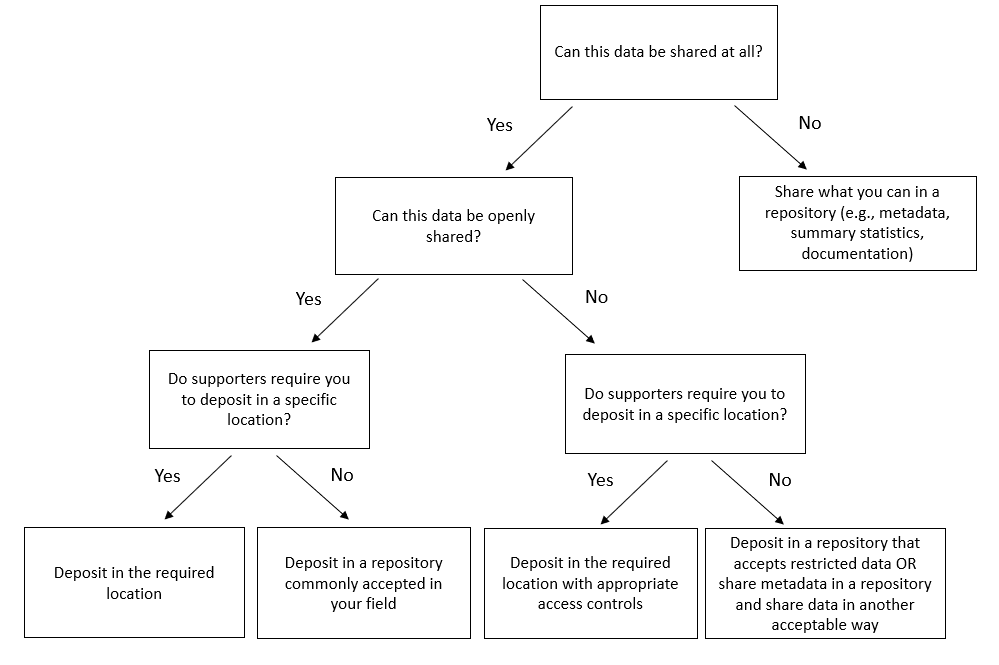 Can this data be shared at all?
Yes
No
Can this data be openly
shared?
Share what you can in a
repository (e.g., metadata,
summary statistics,
documentation)
Yes
No
Do supporters require you
to deposit in a specific
location?
Do supporters require you to
deposit in a specific location?
Yes
No
Yes
No
Deposit in the required
location
Deposit in a repository
commonly accepted in
your field
Deposit in the required
location with appropriate
access controls
Deposit in a repository that
accepts restricted data OR
share metadata in a repository
and share data in another
acceptable way